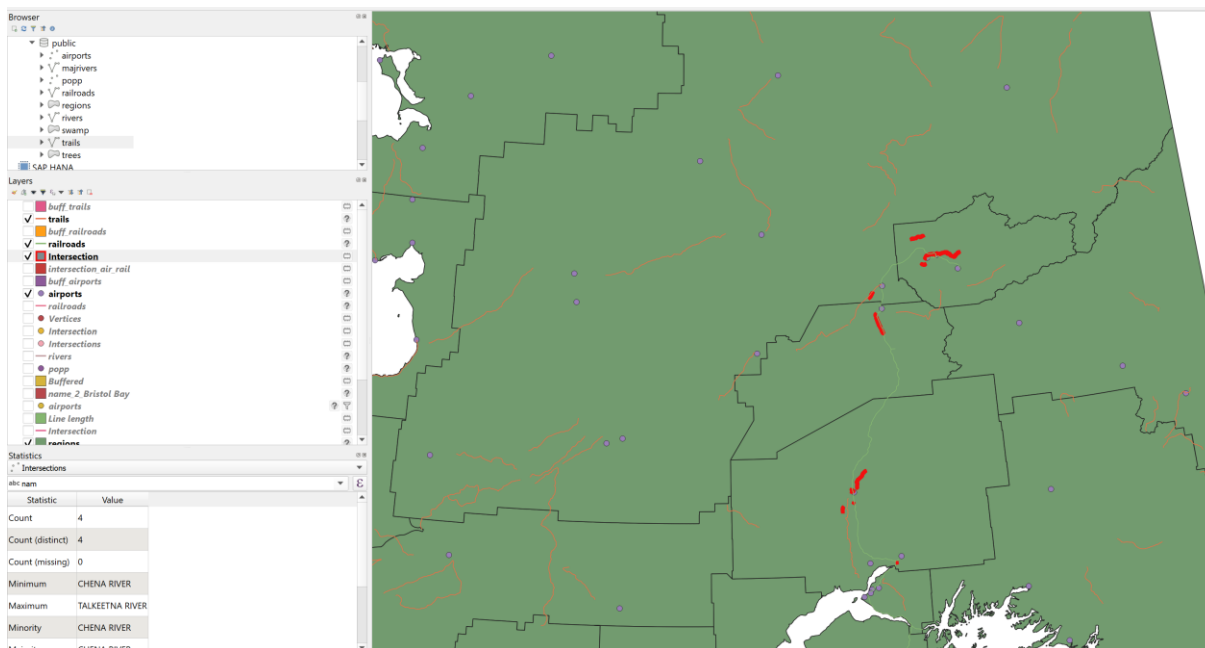 Browser
public
airports
majrivers
popp
railroads
regions
rivers
swamp
trails
trees
SAP HANA
Layers
buff_trails
trails ?
buff_railroads
railroads ?
Intersection
intersection_air_rail
buff_airports
airports ?
railroads ?
Vertices
Intersection
Intersections
rivers ?
popp ?
Buffered
name_2_Bristol Bay ?
airports ?
Line length
Intersection
regions ?
Statistics
Intersections
abc nam ε
Statistic Value
Count 4
Count (distinct) 4
Count (missing) 0
Minimum CHENA RIVER
Maximum TALKEETNA RIVER
Minority CHENA RIVER